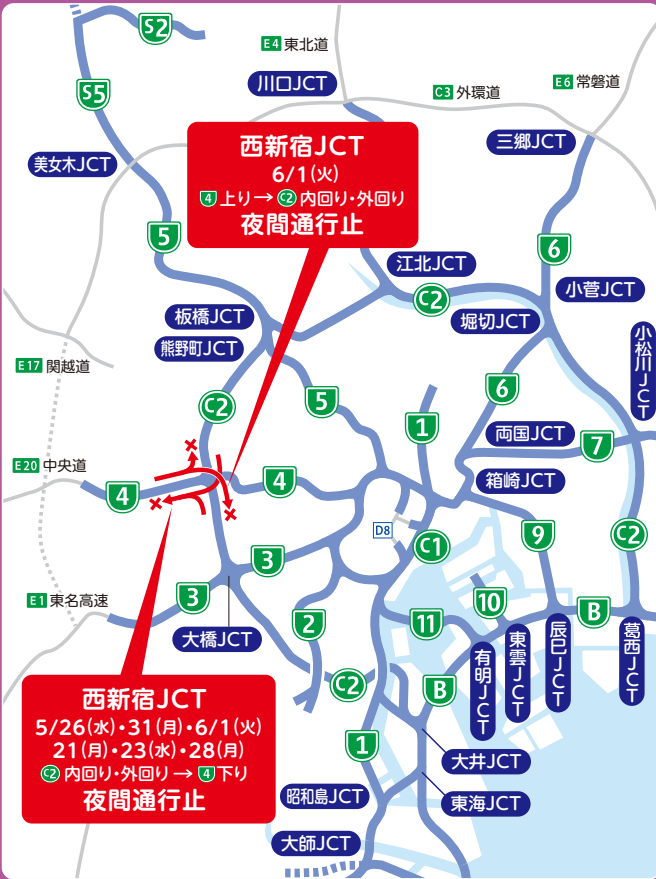 S2
E4 東北道
S5
川口JCT
C3 外環道
E6 常磐道
三郷JCT
美女木JCT
西新宿JCT
6/1(火)
4 上り→C2 内回り・外回り
夜間通行止
5
6
江北JCT
C2
小菅JCT
板橋JCT
堀切JCT
熊野町JCT
小松川JCT
E17 関越道
C2
5
6
1
両国JCT
7
E20 中央道
4
4
箱崎JCT
D8
C1
9
C2
3
E1 東名高速
3
2
11
10
B
大橋JCT
有明JCT
東雲JCT
辰巳JCT
葛西JCT
C2
B
西新宿JCT
5/26(水)・31(月)・6/1(火)
21(月)・23(水)・28(月)
C2 内回り・外回り→4下り
夜間通行止
1
大井JCT
昭和島JCT
東海JCT
大師JCT